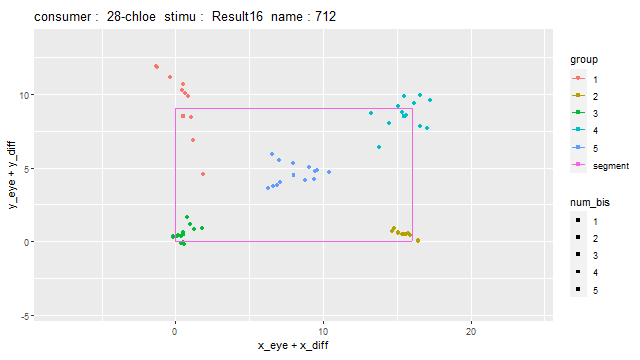 consumer : 28-chloe stimu : Result16 name : 712
y_eye + y_diff
10
5
0
-5
0
10
20
x_eye + x_diff
group
1
2
3
4
5
segment
num_bis
1
2
3
4
5